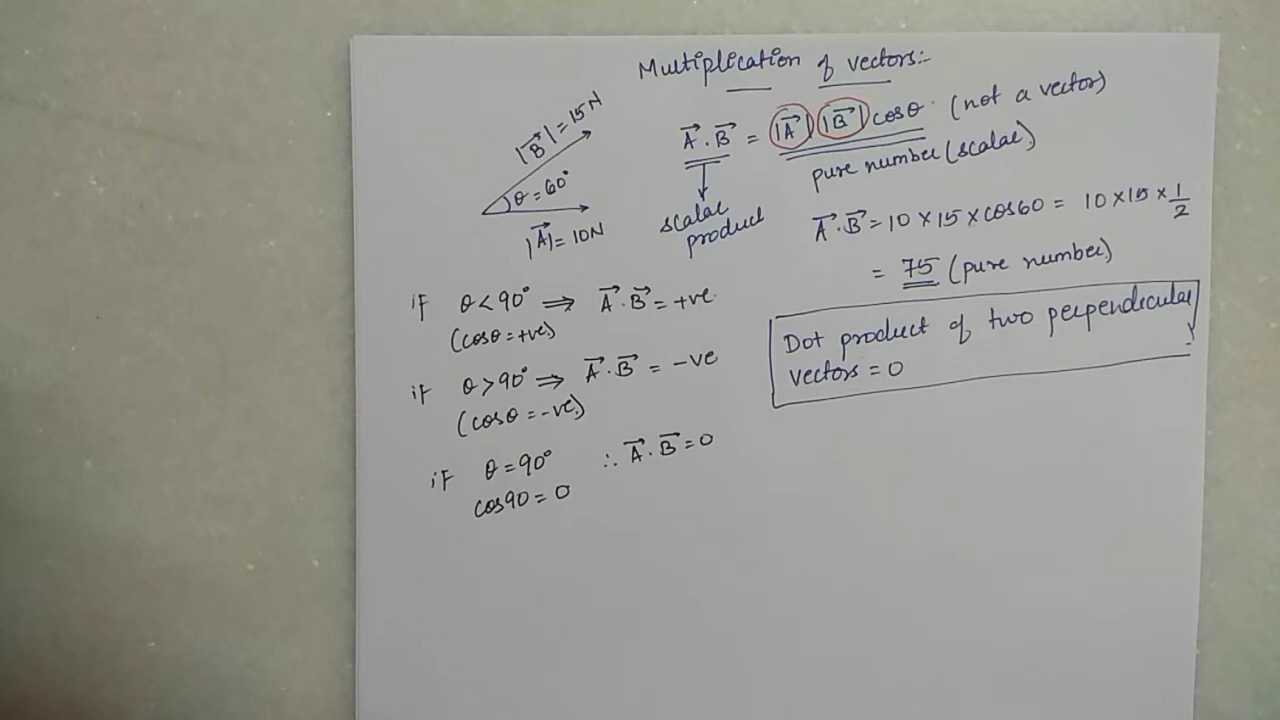 Multiplication of vectors:-
|B⃗| = 15N
θ = 60°
|A⃗| = 10N
A⃗ . B⃗ = |A⃗| |B⃗| cosθ. (not a vector)
pure number (scalar)
scalar
product
A⃗.B⃗ = 10 × 15 × cos60 = 10 × 15 × 1/2
= 75 (pure number)
if θ < 90° ⇒ A⃗.B⃗ = +ve
(cosθ = +ve)
if θ > 90° ⇒ A⃗.B⃗ = -ve
(cosθ = -ve)
if θ = 90° ∴ A⃗.B⃗ = 0
cos90 = 0
Dot product of two perpendicular
vectors = 0